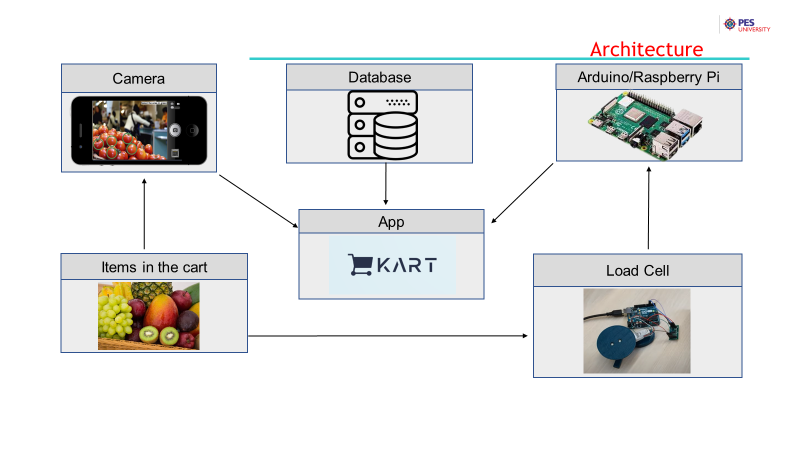 PES
UNIVERSITY
Architecture
Camera
Database
Arduino/Raspberry Pi
App
KART
Items in the cart
Load Cell